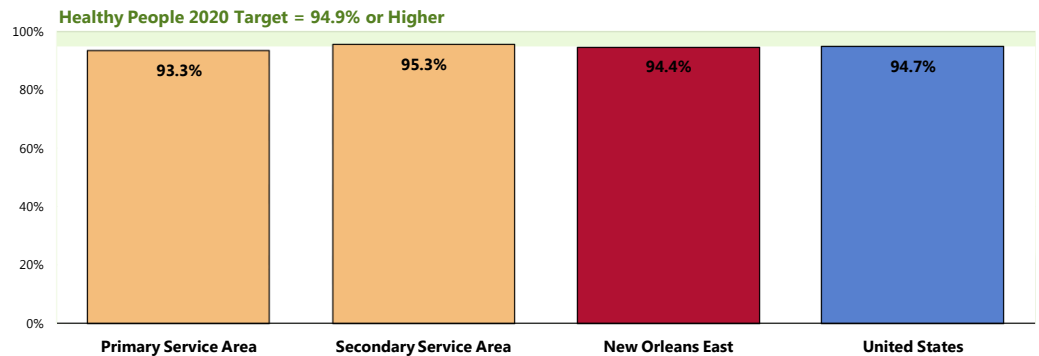 Healthy People 2020 Target = 94.9% or Higher
100%
93.3% 95.3% 94.4% 94.7%
80%
60%
40%
20%
0%
Primary Service Area Secondary Service Area New Orleans East United States